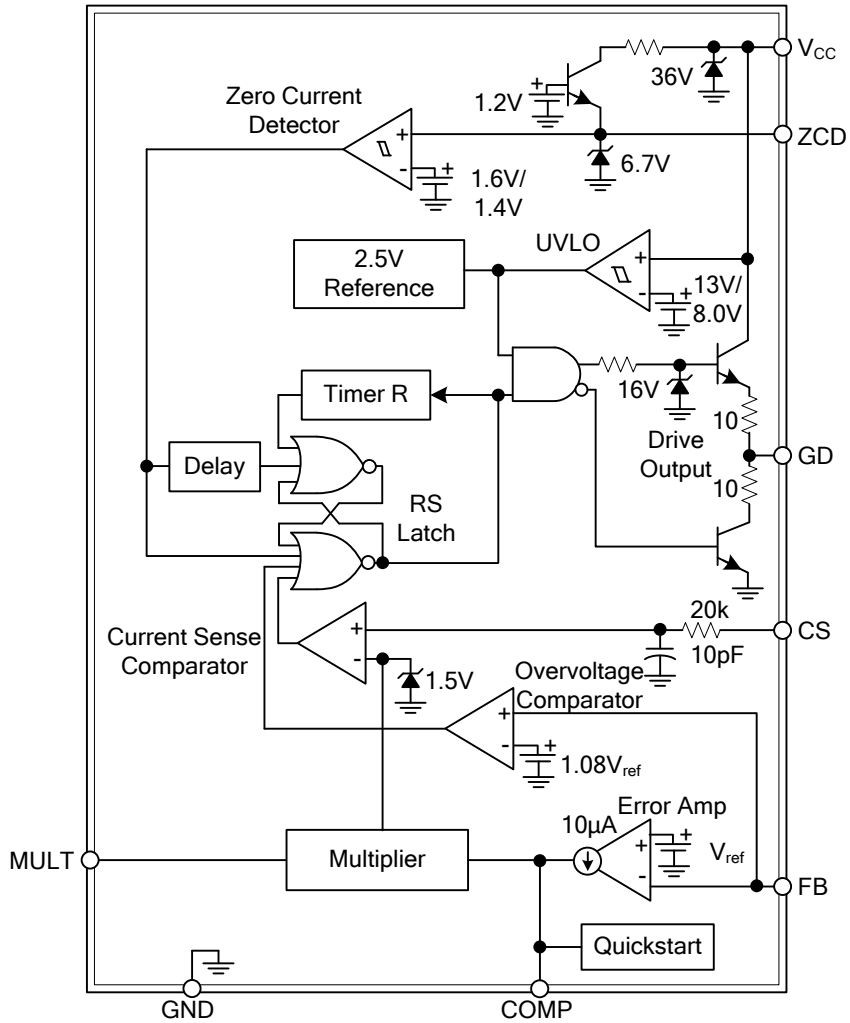 VCC
36V
1.2V
Zero Current
Detector
+
+
ZCD
-
+
6.7V
1.6V/
1.4V
UVLO
2.5V
Reference
+
-
+
13V/
8.0V
Timer R
16V
10
Drive
Output
GD
Delay
10
RS
Latch
20k
CS
+
Current Sense
Comparator
10pF
-
1.5V
Overvoltage
Comparator
+
-
+
1.08Vref
Error Amp
10µA
+
+
MULT
Multiplier
Vref
-
FB
Quickstart
GND
COMP